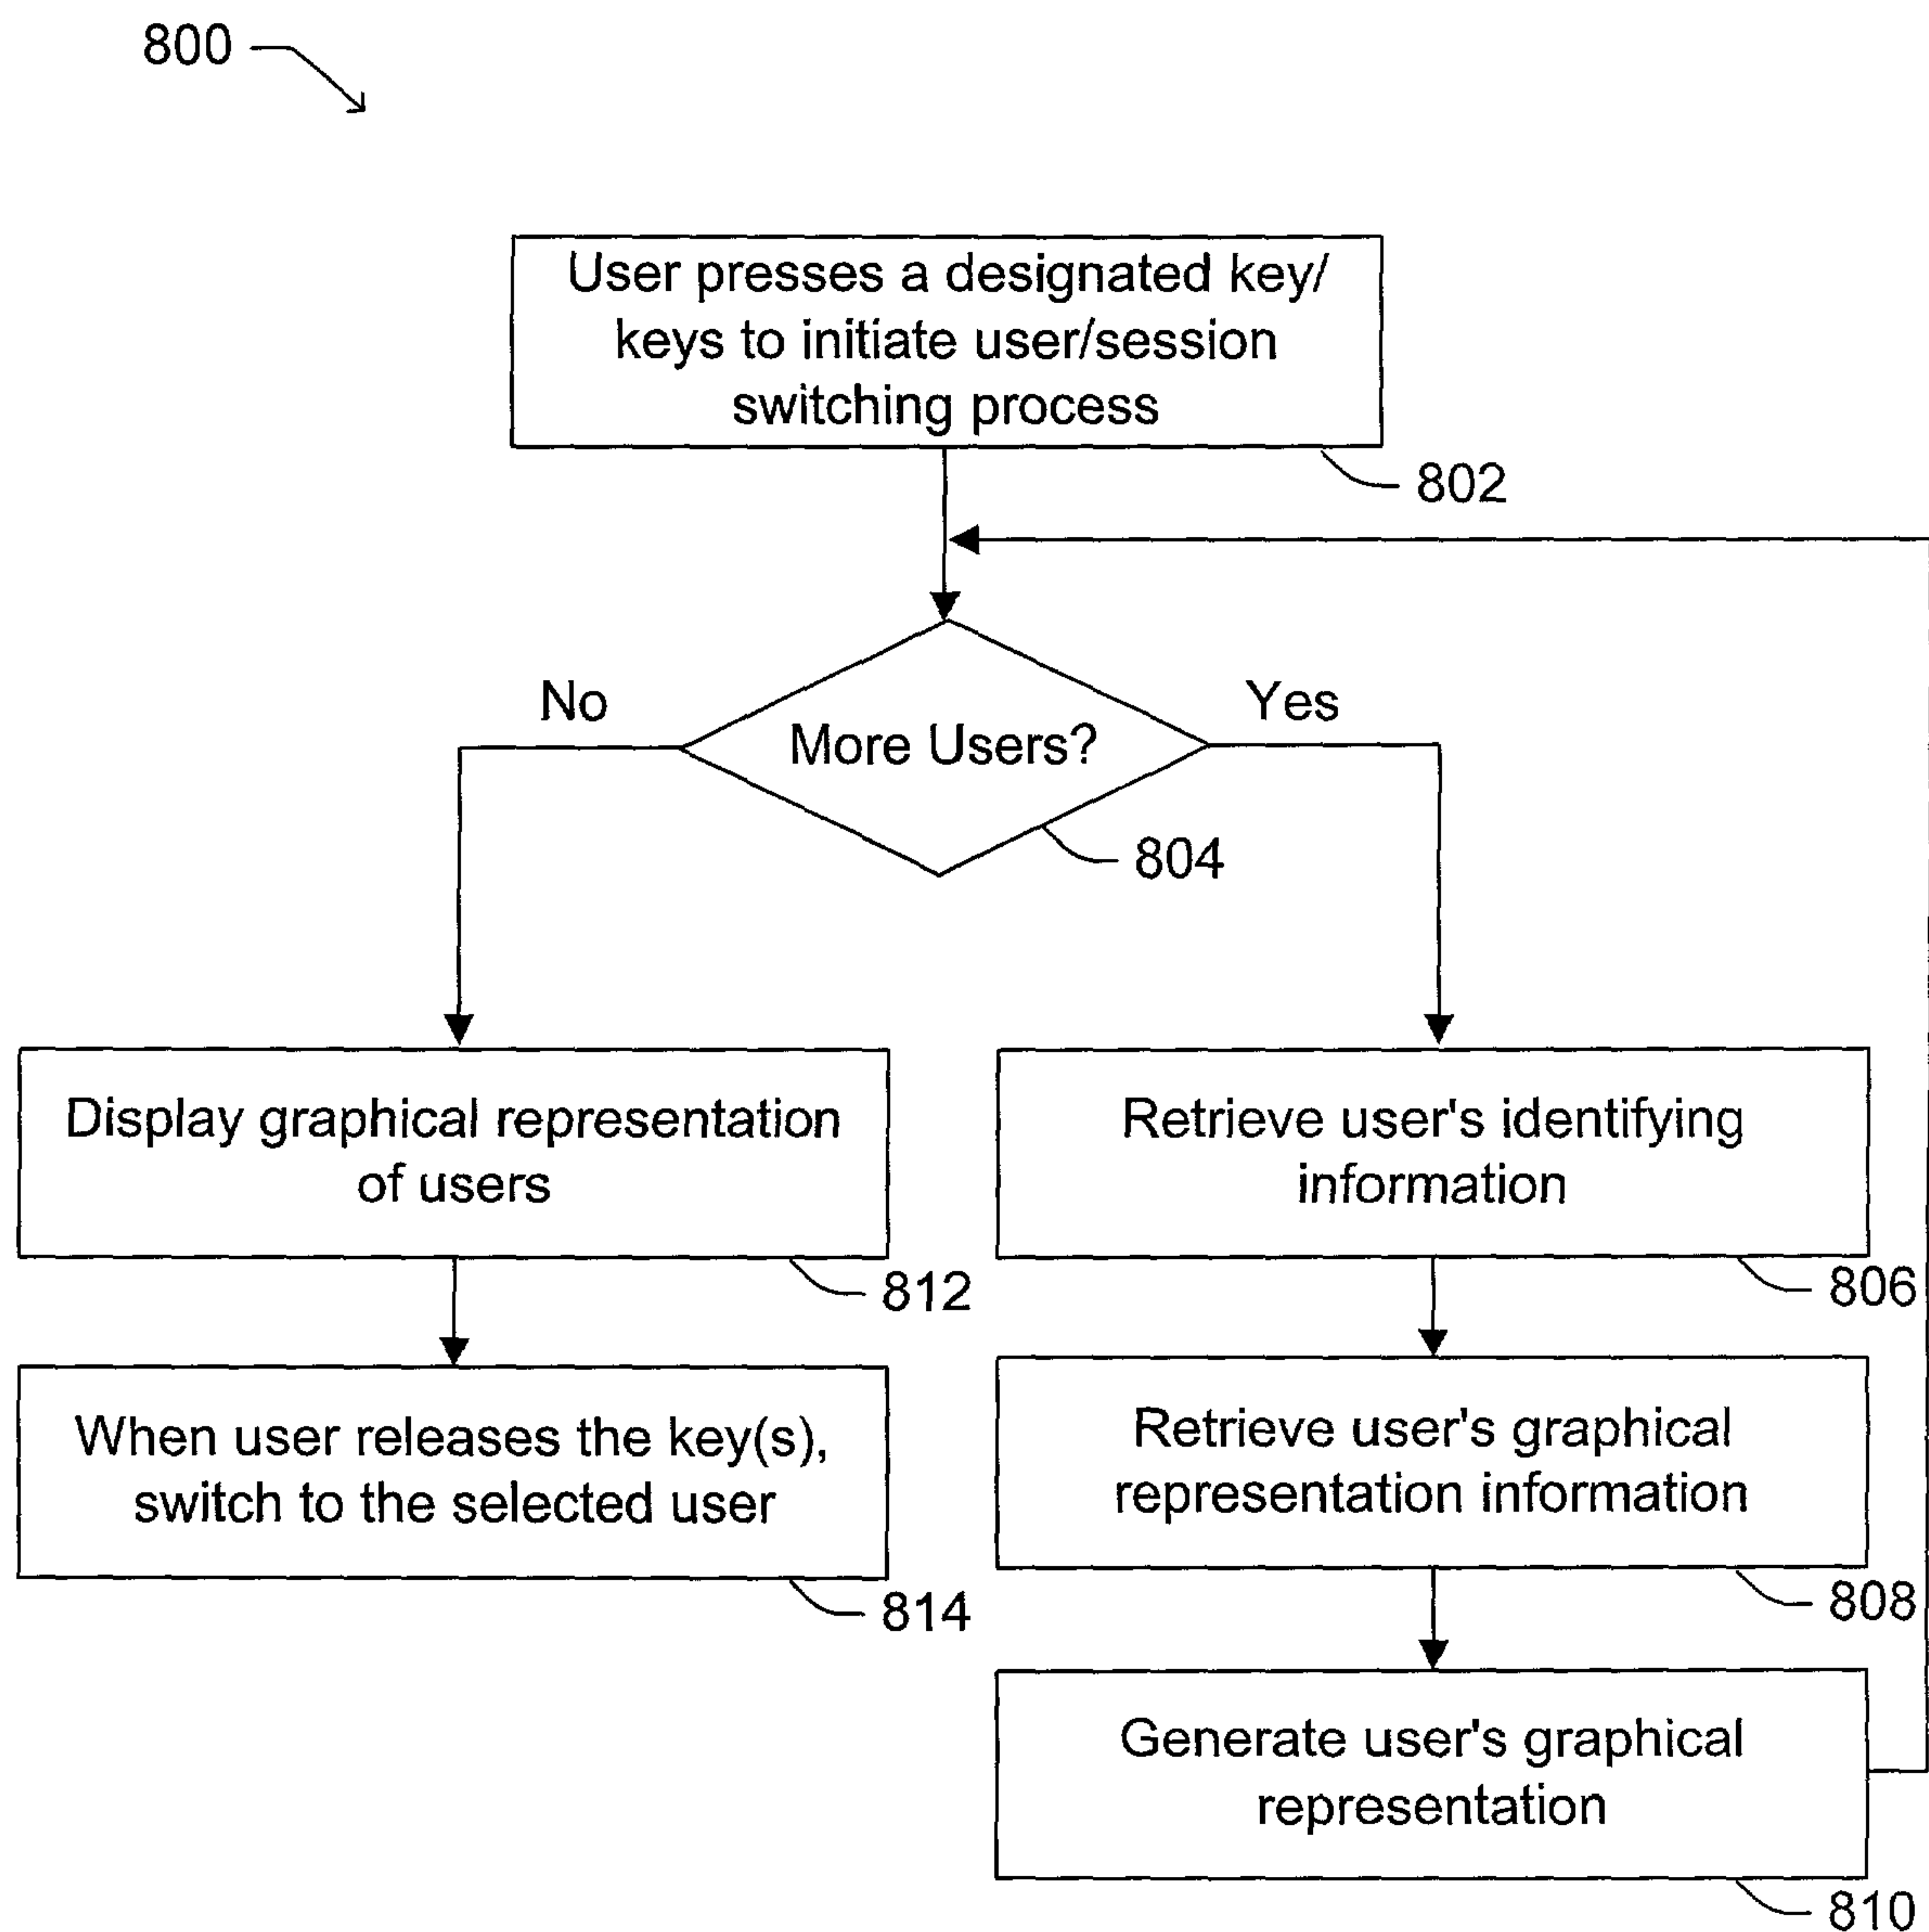 800
User presses a designated key/
keys to initiate user/session
switching process
802
No
Yes
More Users?
804
Display graphical representation
of users
812
Retrieve user's identifying
information
806
When user releases the key(s),
switch to the selected user
814
Retrieve user's graphical
representation information
808
Generate user's graphical
representation
810